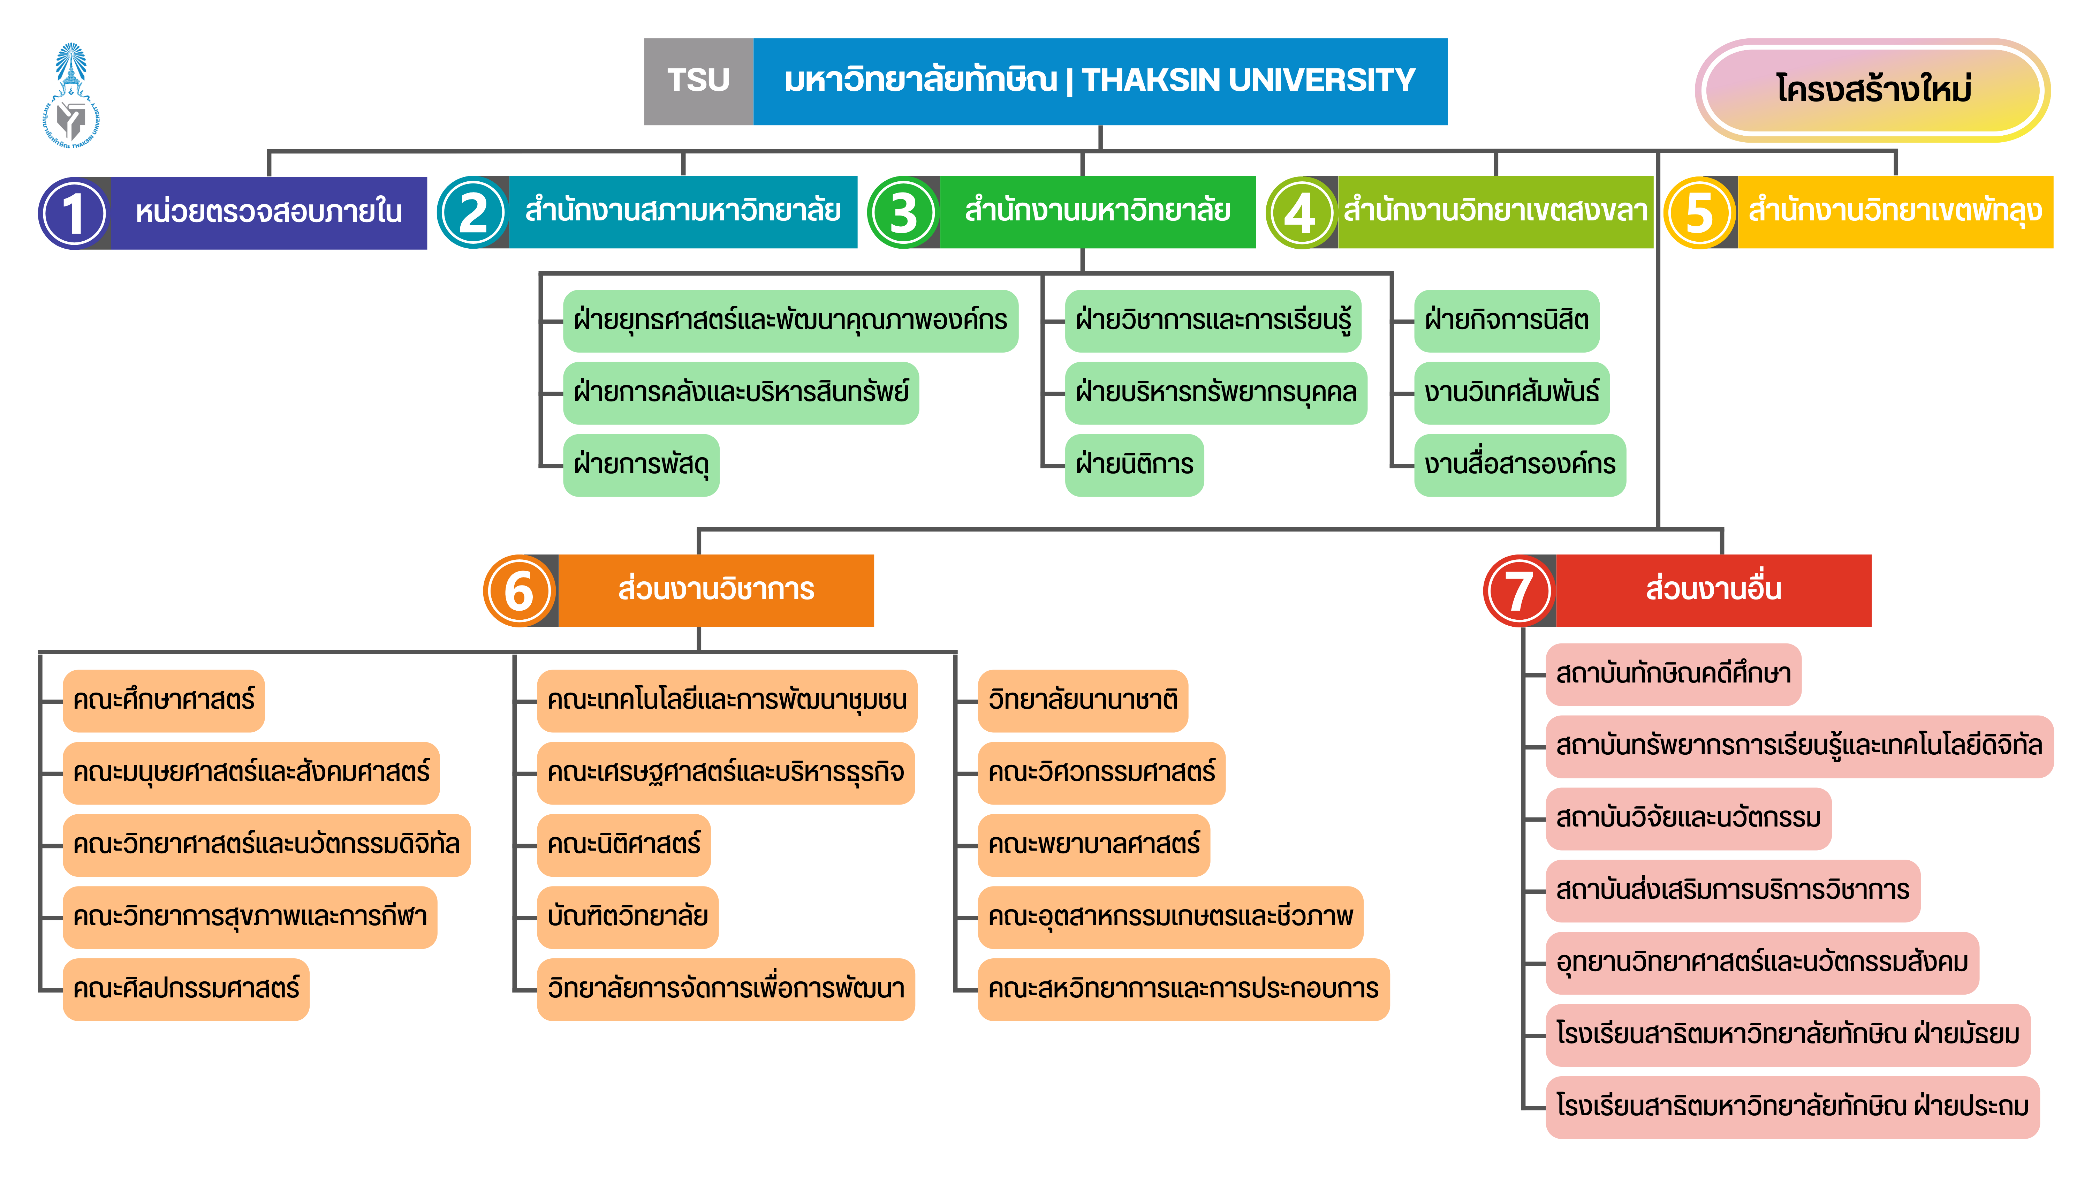 TSU มหาวิทยาลัยทักษิณ | THAKSIN UNIVERSITY
โครงสร้างใหม่
1 หน่วยตรวจสอบภายใน
2 สำนักงานสภามหาวิทยาลัย
3 สำนักงานมหาวิทยาลัย
4 สำนักงานวิทยาเขตสงขลา
5 สำนักงานวิทยาเขตพัทลุง
ฝ่ายยุทธศาสตร์และพัฒนาคุณภาพองค์กร
ฝ่ายการคลังและบริหารสินทรัพย์
ฝ่ายการพัสดุ
ฝ่ายวิชาการและการเรียนรู้
ฝ่ายบริหารทรัพยากรบุคคล
ฝ่ายนิติการ
ฝ่ายกิจการนิสิต
งานวิเทศสัมพันธ์
งานสื่อสารองค์กร
6 ส่วนงานวิชาการ
คณะศึกษาศาสตร์
คณะมนุษยศาสตร์และสังคมศาสตร์
คณะวิทยาศาสตร์และนวัตกรรมดิจิทัล
คณะวิทยาการสุขภาพและการกีฬา
คณะศิลปกรรมศาสตร์
คณะเทคโนโลยีและการพัฒนาชุมชน
คณะเศรษฐศาสตร์และบริหารธุรกิจ
คณะนิติศาสตร์
บัณฑิตวิทยาลัย
วิทยาลัยการจัดการเพื่อการพัฒนา
วิทยาลัยนานาชาติ
คณะวิศวกรรมศาสตร์
คณะพยาบาลศาสตร์
คณะอุตสาหกรรมเกษตรและชีวภาพ
คณะสหวิทยาการและการประกอบการ
7 ส่วนงานอื่น
สถาบันทักษิณคดีศึกษา
สถาบันทรัพยากรการเรียนรู้และเทคโนโลยีดิจิทัล
สถาบันวิจัยและนวัตกรรม
สถาบันส่งเสริมการบริการวิชาการ
อุทยานวิทยาศาสตร์และนวัตกรรมสังคม
โรงเรียนสาธิตมหาวิทยาลัยทักษิณ ฝ่ายมัธยม
โรงเรียนสาธิตมหาวิทยาลัยทักษิณ ฝ่ายประถม